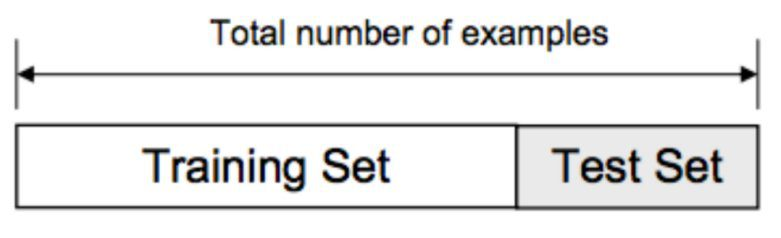 Total number of examples
Training Set
Test Set